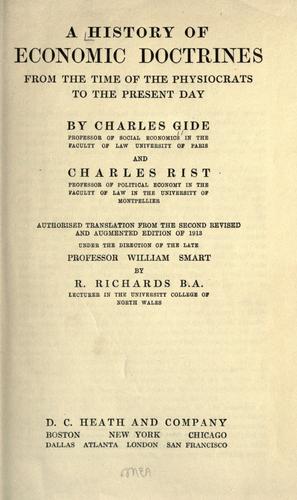 A HISTORY OF
ECONOMIC DOCTRINES
FROM THE TIME OF THE PHYSIOCRATS
TO THE PRESENT DAY
BY CHARLES GIDE
PROFESSOR OF SOCIAL ECONOMICS IN THE
FACULTY OF LAW UNIVERSITY OF PARIS
AND
CHARLES RIST
PROFESSOR OF POLITICAL ECONOMY IN THE
FACULTY OF LAW IN THE UNIVERSITY OF
MONTPELLIER
AUTHORISED TRANSLATION FROM THE SECOND REVISED
AND AUGMENTED EDITION OF 1913
UNDER THE DIRECTION OF THE LATE
PROFESSOR WILLIAM SMART
BY
R. RICHARDS B.A.
LECTURER IN THE UNIVERSITY COLLEGE OF
NORTH WALES
D. C. HEATH AND COMPANY
BOSTON NEW YORK CHICAGO
DALLAS ATLANTA LONDON SAN FRANCISCO